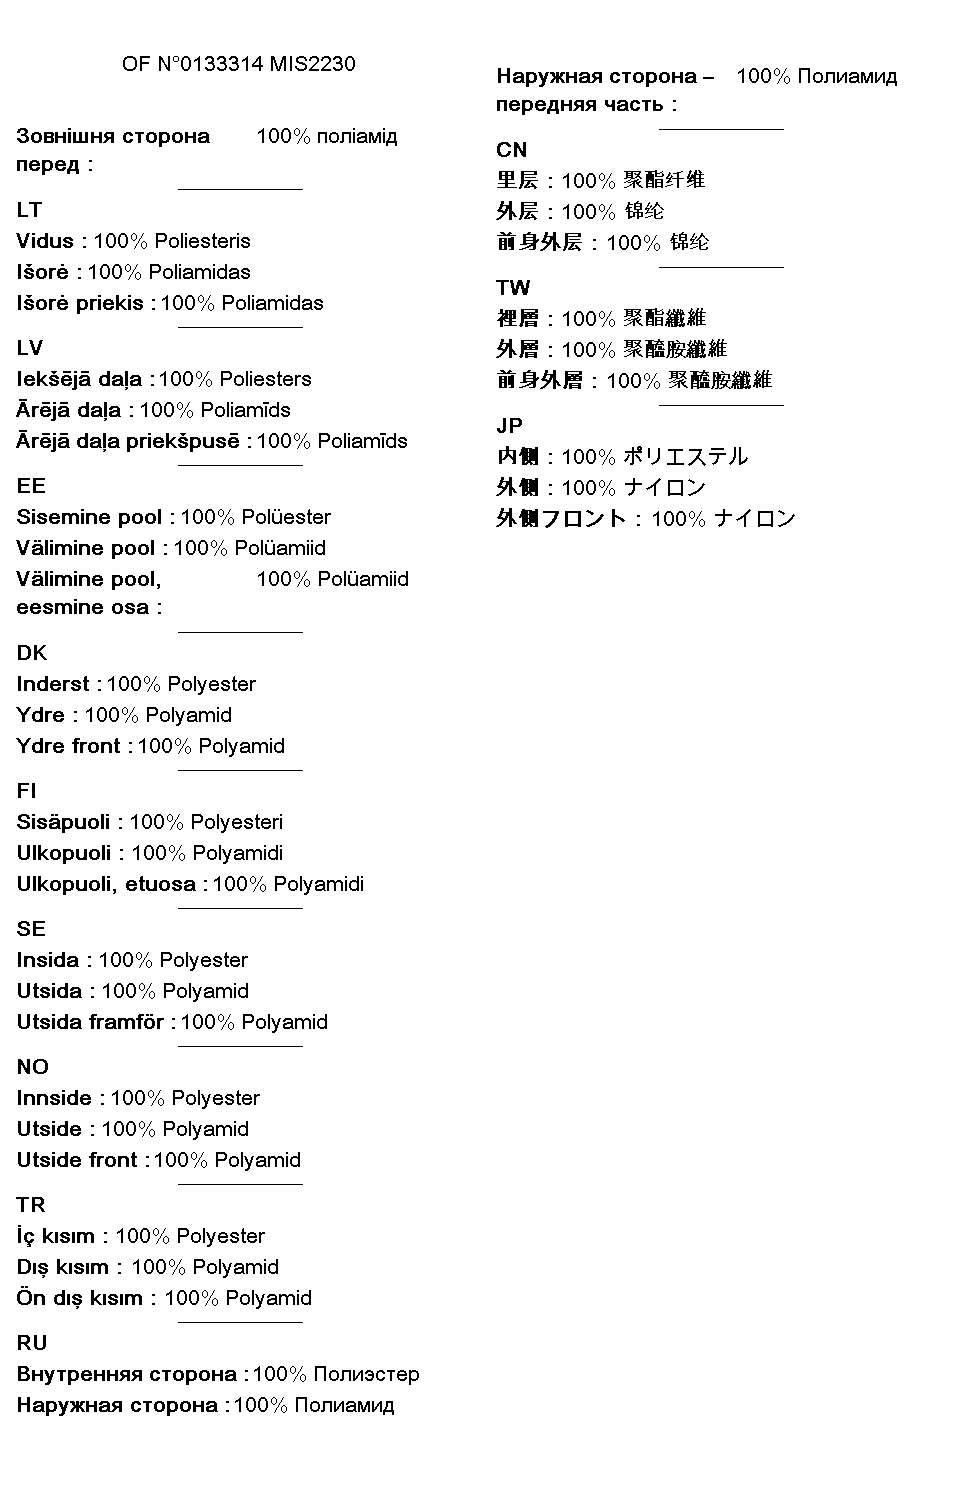 OF N°0133314 MIS2230
Зовнішня сторона 100% поліамід
перед :
LT
Vidus : 100% Poliesteris
Išorė : 100% Poliamidas
Išorė priekis : 100% Poliamidas
LV
Iekšējā daļa : 100% Poliesters
Ārējā daļa : 100% Poliamīds
Ārējā daļa priekšpusē : 100% Poliamīds
EE
Sisemine pool : 100% Polüester
Välimine pool : 100% Polüamiid
Välimine pool, 100% Polüamiid
eesmine osa :
DK
Inderst : 100% Polyester
Ydre : 100% Polyamid
Ydre front : 100% Polyamid
FI
Sisäpuoli : 100% Polyesteri
Ulkopuoli : 100% Polyamidi
Ulkopuoli, etuosa : 100% Polyamidi
SE
Insida : 100% Polyester
Utsida : 100% Polyamid
Utsida framför : 100% Polyamid
NO
Innside : 100% Polyester
Utside : 100% Polyamid
Utside front : 100% Polyamid
TR
İç kısım : 100% Polyester
Dış kısım : 100% Polyamid
Ön dış kısım : 100% Polyamid
RU
Внутренняя сторона : 100% Полиэстер
Наружная сторона : 100% Полиамид
Наружная сторона – 100% Полиамид
передняя часть :
CN
里层 : 100% 聚酯纤维
外层 : 100% 锦纶
前身外层 : 100% 锦纶
TW
裡層 : 100% 聚酯纖維
外層 : 100% 聚醯胺纖維
前身外層 : 100% 聚醯胺纖維
JP
内側 : 100% ポリエステル
外側 : 100% ナイロン
外側フロント : 100% ナイロン